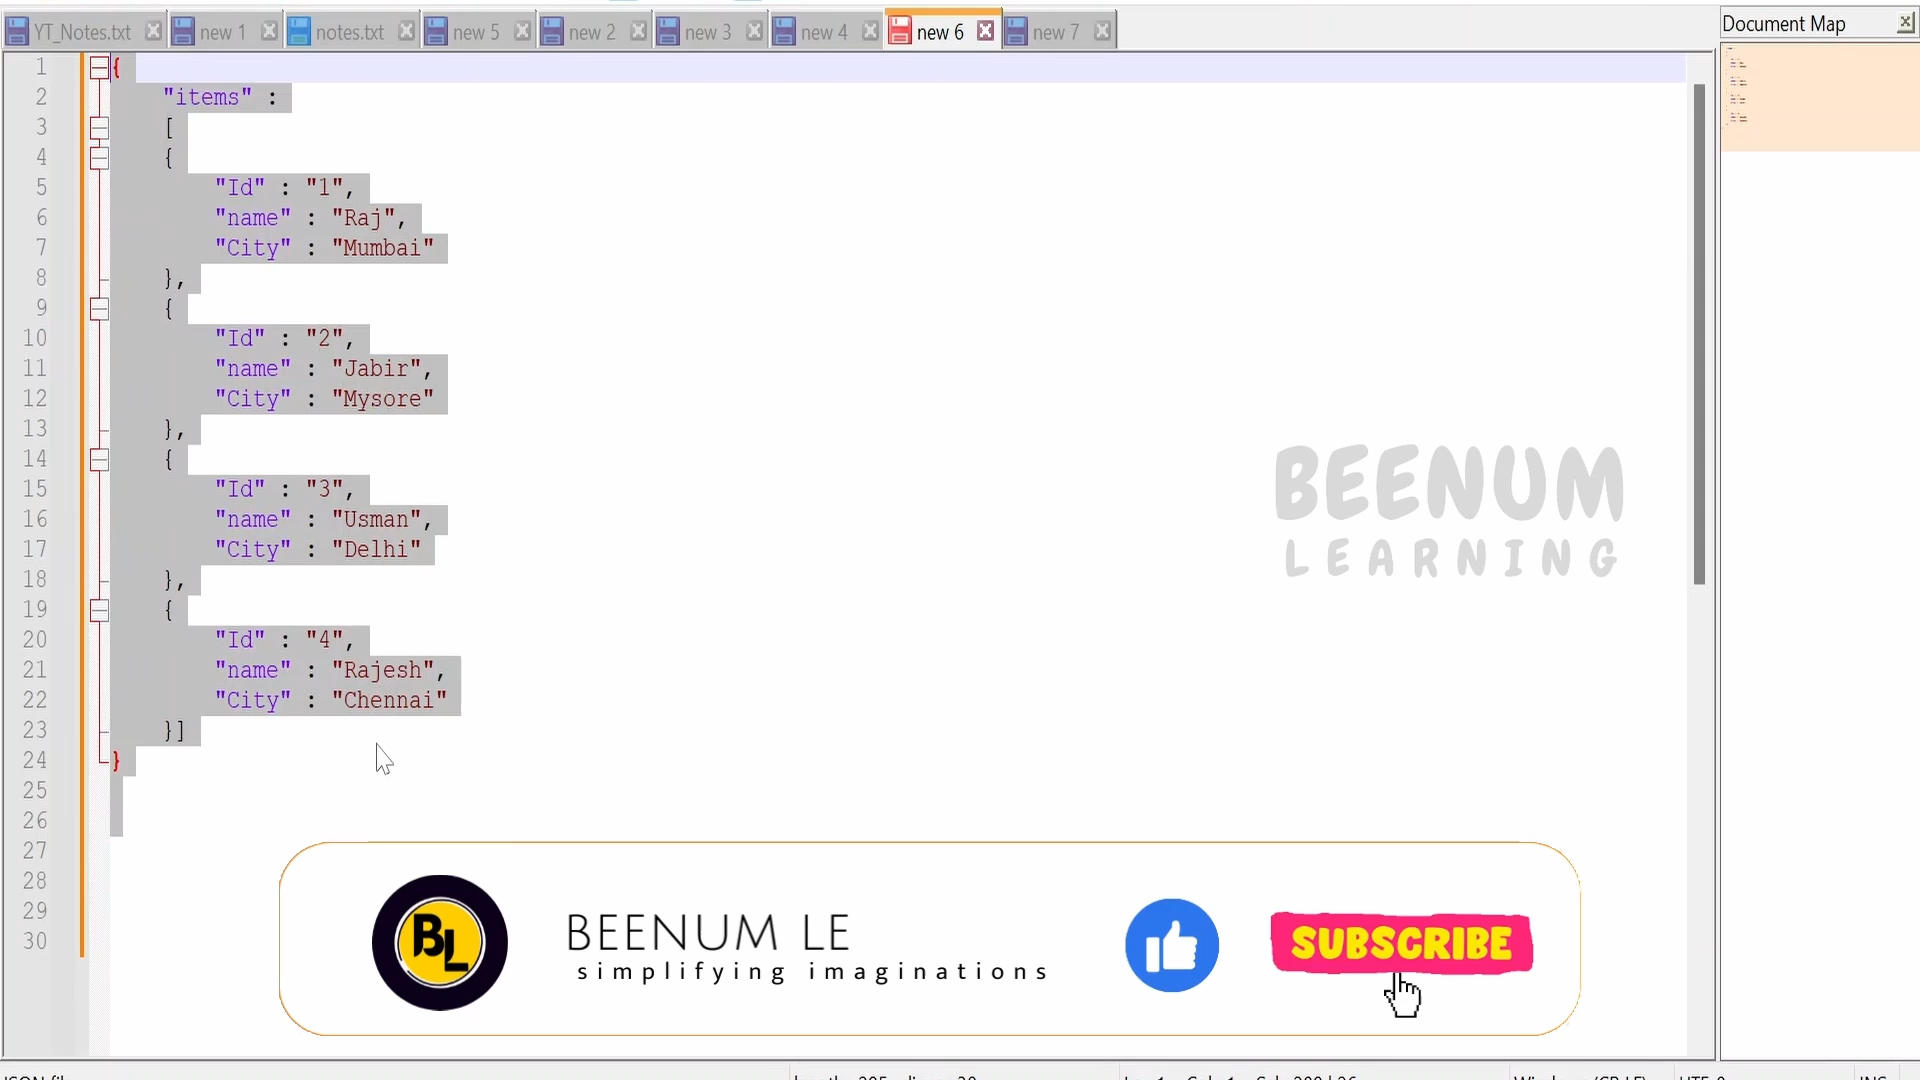 YT_Notes.txt new 1 notes.txt new 5 new 2 new 3 new 4 new 6 new 7
Document Map
1 {
2 "items" :
3 [
4 {
5 "Id" : "1",
6 "name" : "Raj",
7 "City" : "Mumbai"
8 },
9 {
10 "Id" : "2",
11 "name" : "Jabir",
12 "City" : "Mysore"
13 },
14 {
15 "Id" : "3",
16 "name" : "Usman",
17 "City" : "Delhi"
18 },
19 {
20 "Id" : "4",
21 "name" : "Rajesh",
22 "City" : "Chennai"
23 }]
24 }
25
26
27
28
29
30
BEENUM
LEARNING
BL
BEENUM LE
simplifying imaginations
SUBSCRIBE